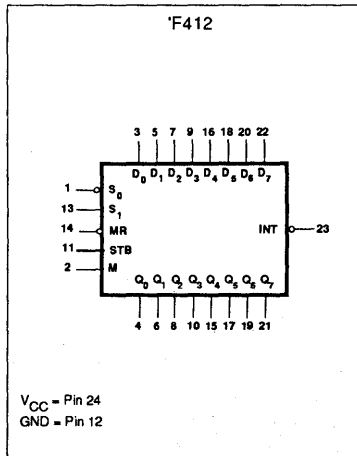 'F412
3 5 7 9 16 18 20 22
D0 D1 D2 D3 D4 D5 D6 D7
1 S0
13 S1
14 MR
INT 23
11 STB
2 M
Q0 Q1 Q2 Q3 Q4 Q5 Q6 Q7
4 6 8 10 15 17 19 21
VCC = Pin 24
GND = Pin 12